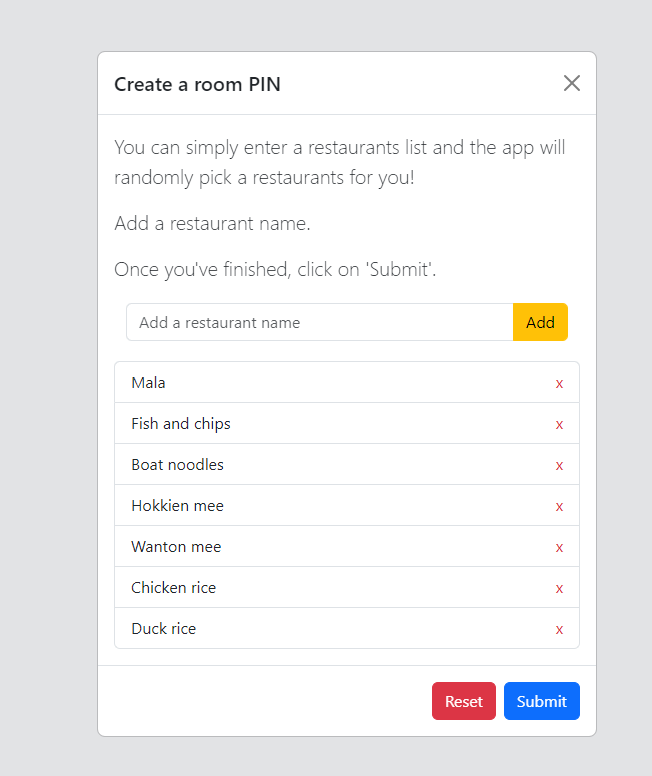 Create a room PIN
You can simply enter a restaurants list and the app will
randomly pick a restaurants for you!
Add a restaurant name.
Once you've finished, click on 'Submit'.
Add a restaurant name Add
Mala x
Fish and chips x
Boat noodles x
Hokkien mee x
Wanton mee x
Chicken rice x
Duck rice x
Reset Submit